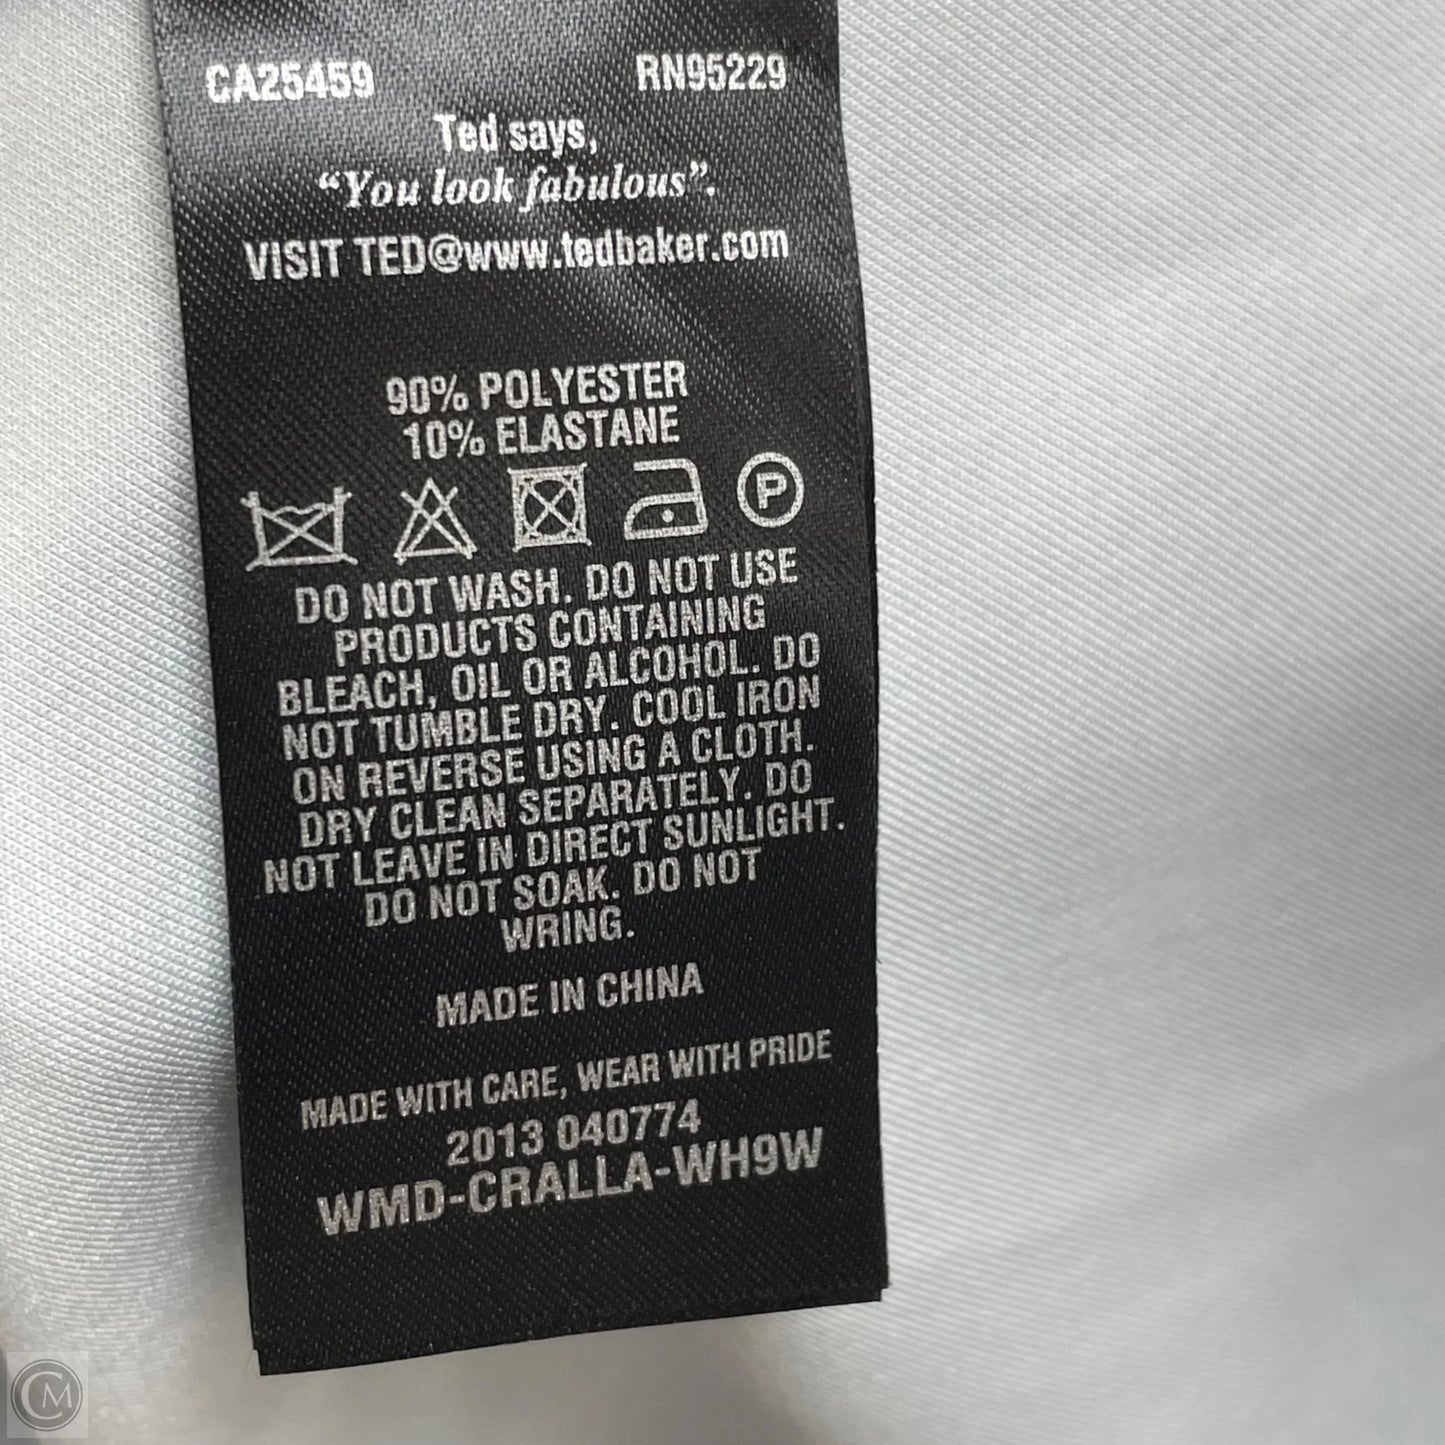 CA25459 RN95229
Ted says,
“You look fabulous”.
VISIT TED@www.tedbaker.com
90% POLYESTER
10% ELASTANE
P
DO NOT WASH. DO NOT USE
PRODUCTS CONTAINING
BLEACH, OIL OR ALCOHOL. DO
NOT TUMBLE DRY. COOL IRON
ON REVERSE USING A CLOTH.
DRY CLEAN SEPARATELY. DO
NOT LEAVE IN DIRECT SUNLIGHT.
DO NOT SOAK. DO NOT
WRING.
MADE IN CHINA
MADE WITH CARE, WEAR WITH PRIDE
2013 040774
WMD-CRALLA-WH9W
CM